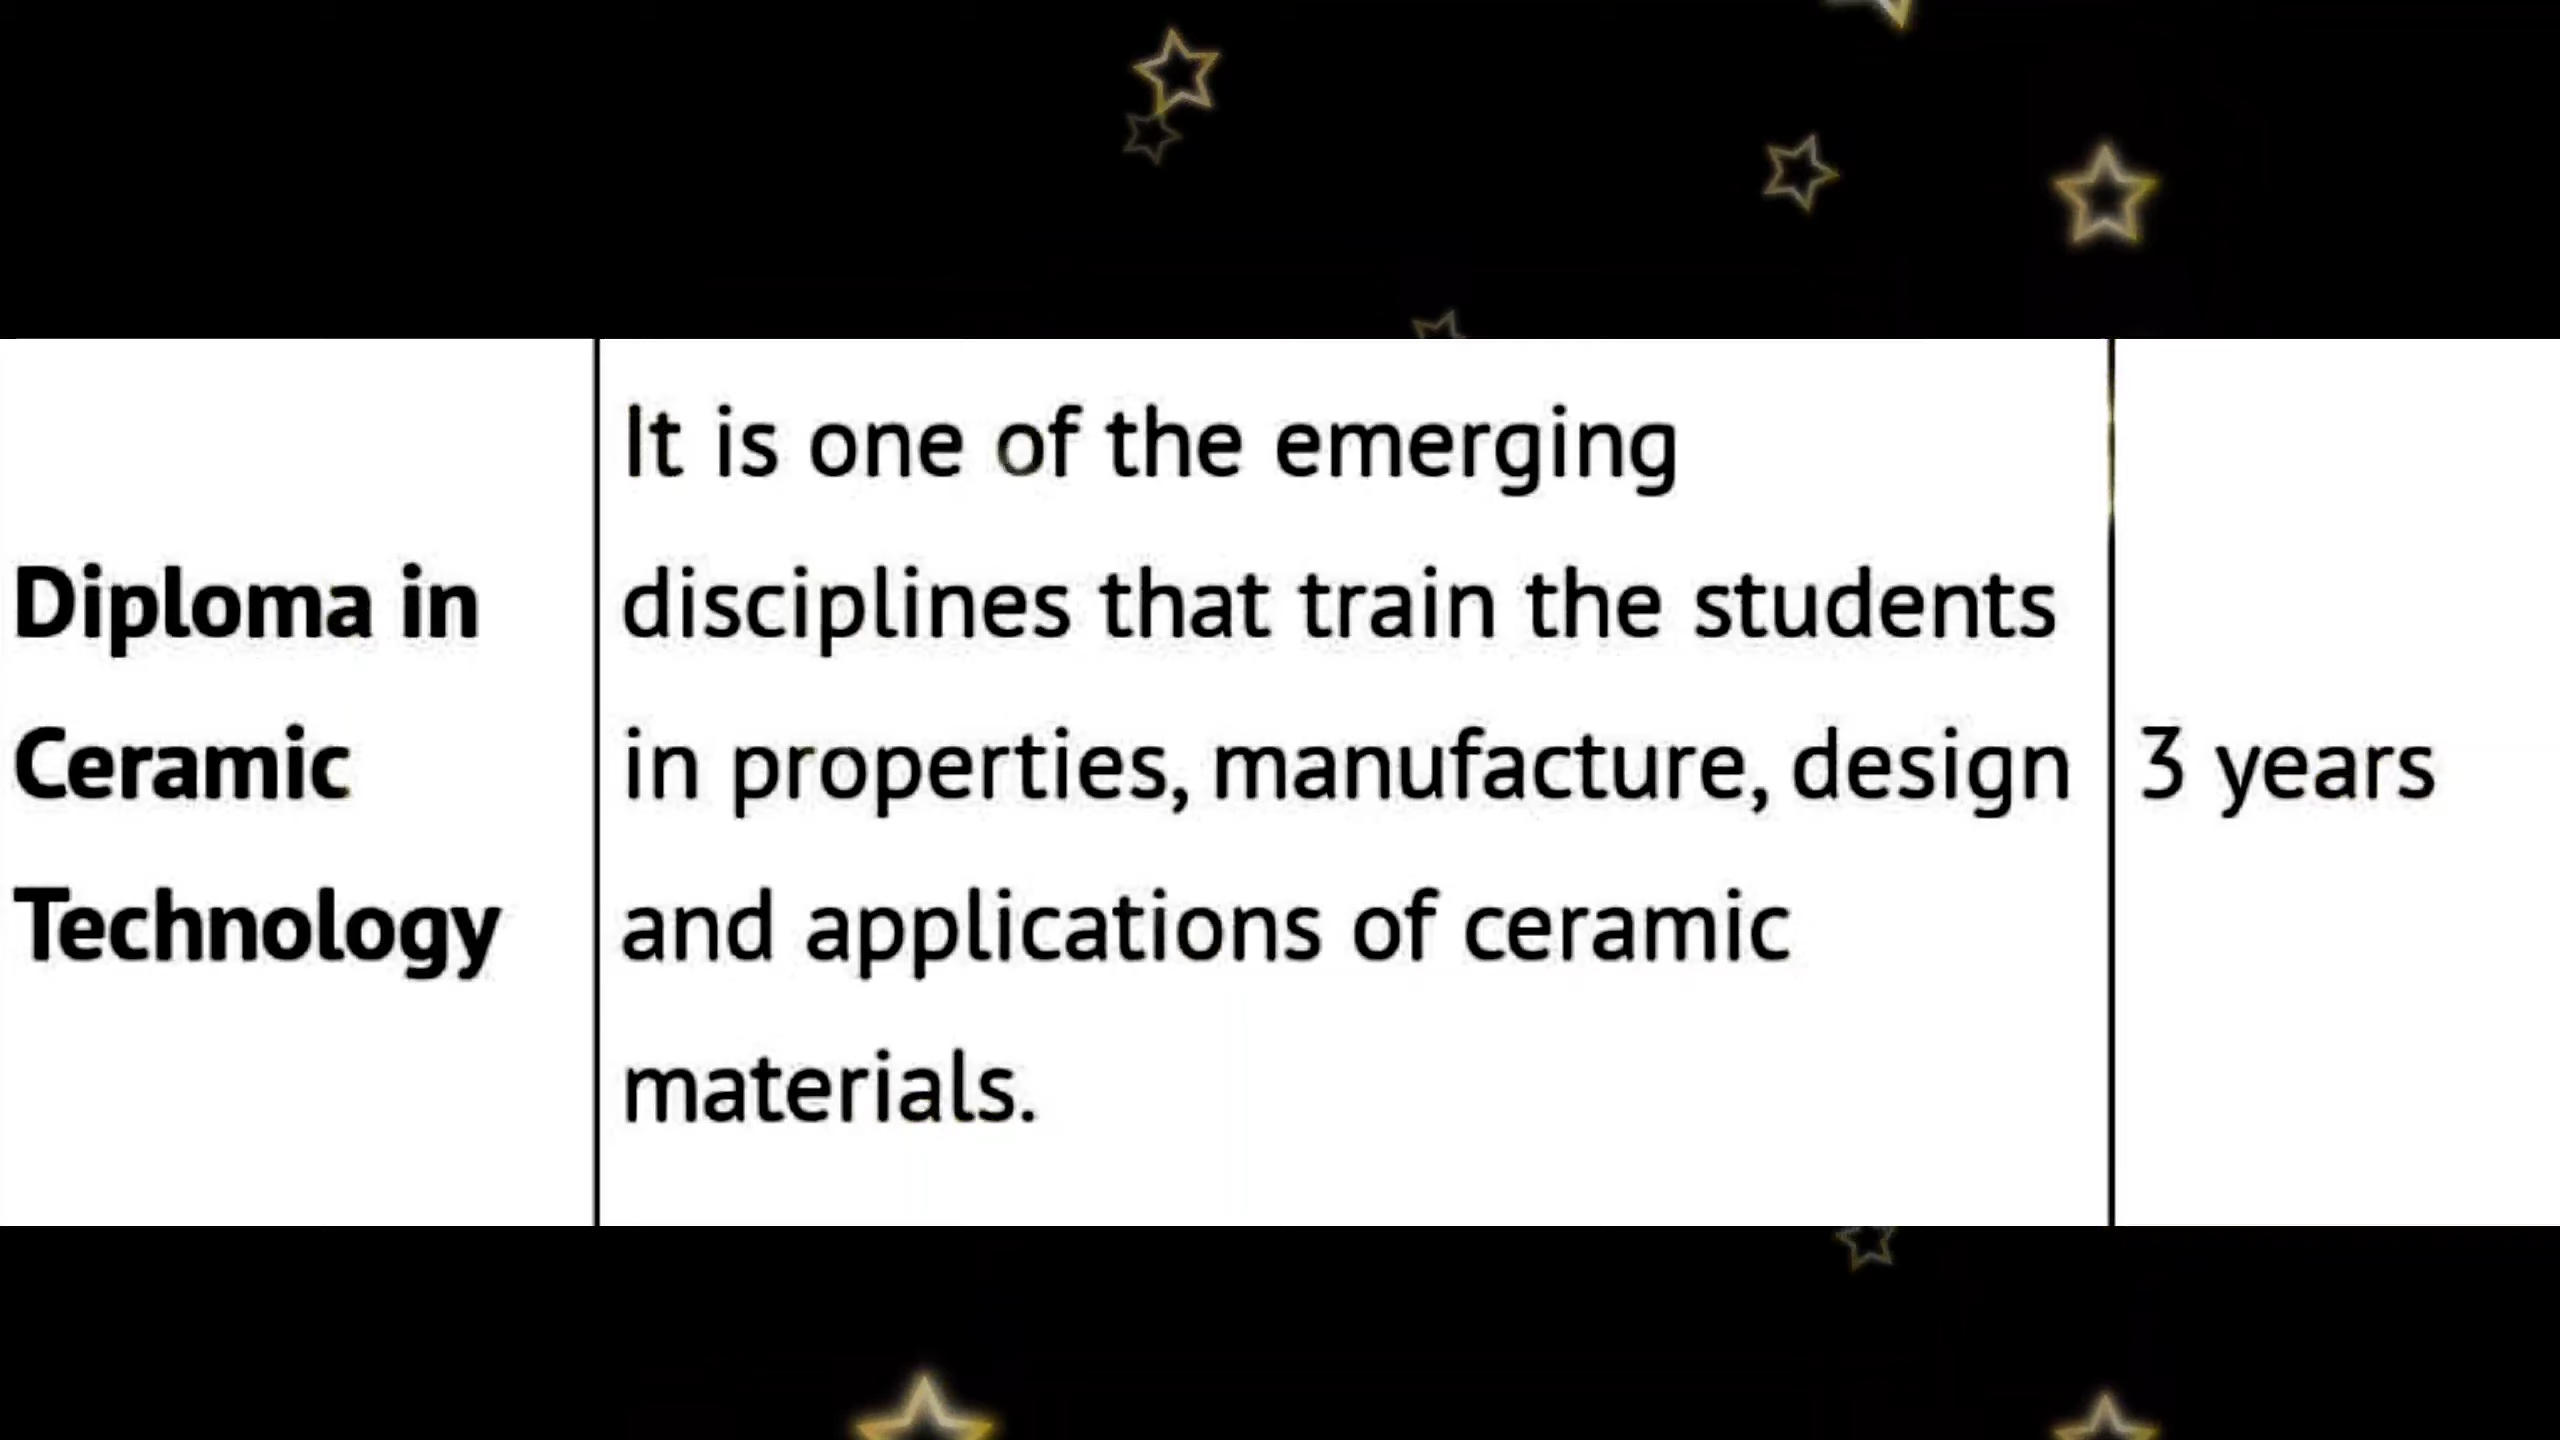 Diploma in
Ceramic
Technology
It is one of the emerging
disciplines that train the students
in properties, manufacture, design
and applications of ceramic
materials.
3 years